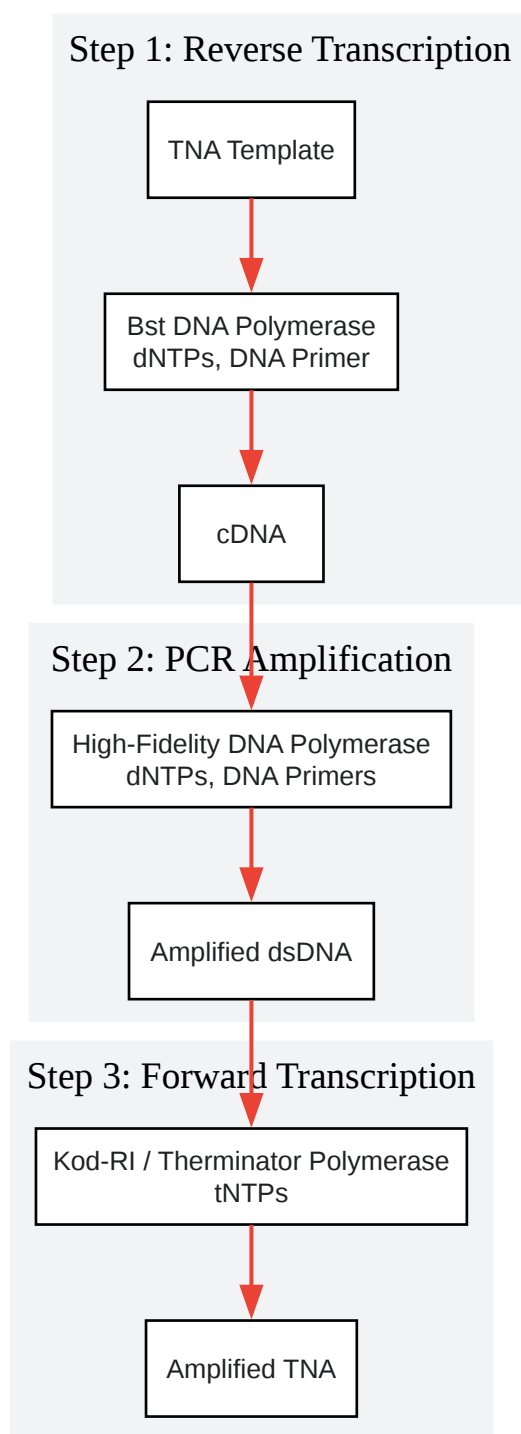 Step 1: Reverse Transcription
TNA Template
Bst DNA Polymerase
dNTPs, DNA Primer
cDNA
Step 2: PCR Amplification
High-Fidelity DNA Polymerase
dNTPs, DNA Primers
Amplified dsDNA
Step 3: Forward Transcription
Kod-RI / Therminator Polymerase
tNTPs
Amplified TNA